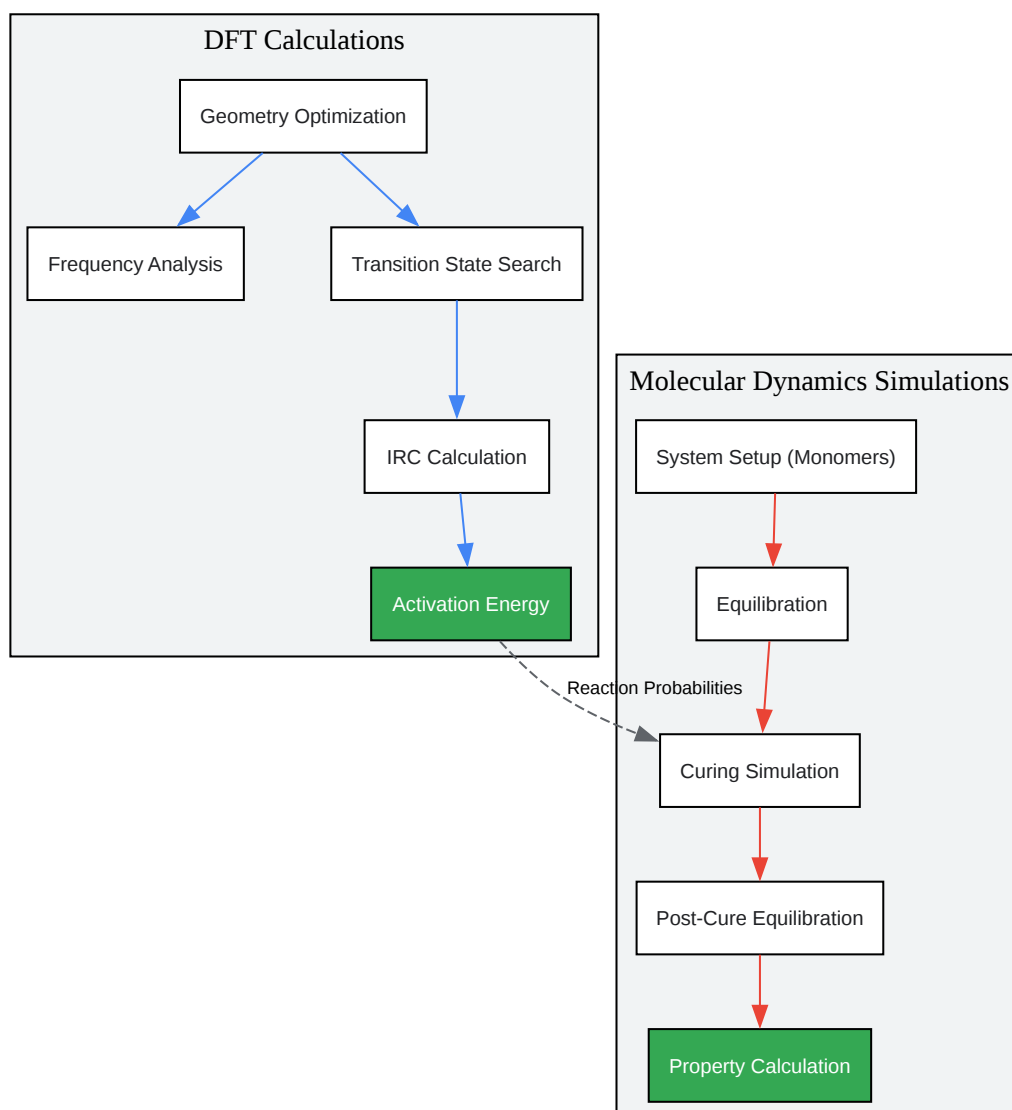 DFT Calculations
Geometry Optimization
Frequency Analysis
Transition State Search
IRC Calculation
Activation Energy
Reaction Probabilities
Molecular Dynamics Simulations
System Setup (Monomers)
Equilibration
Curing Simulation
Post-Cure Equilibration
Property Calculation